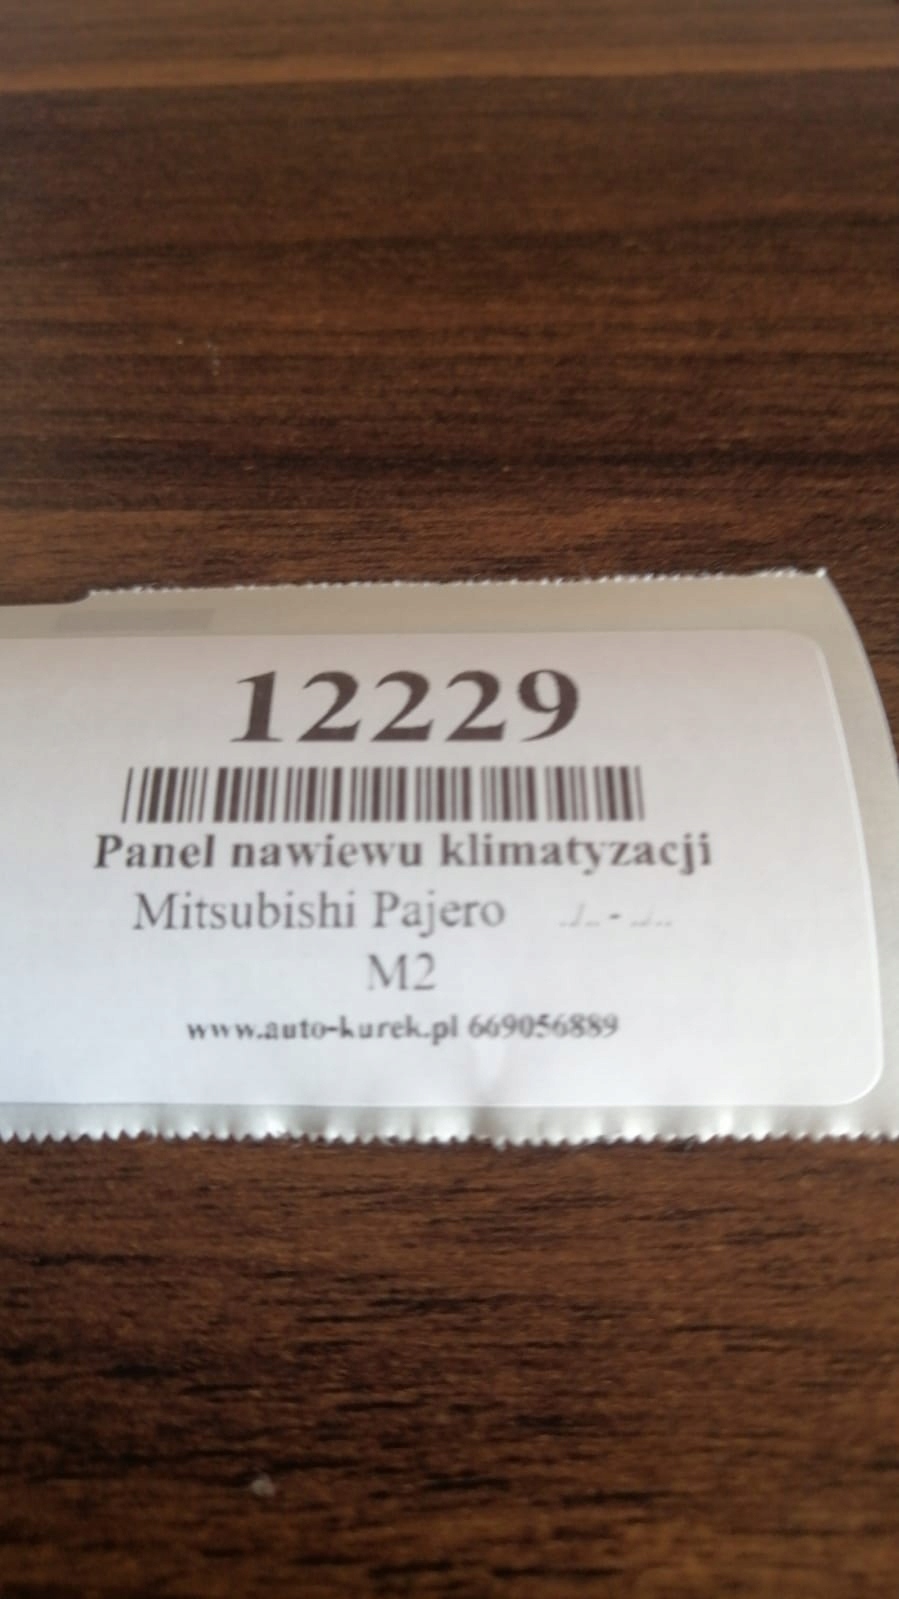 12229
Panel nawiewu klimatyzacji
Mitsubishi Pajero ../.. - ../..
M2
www.auto-kurek.pl 669056889